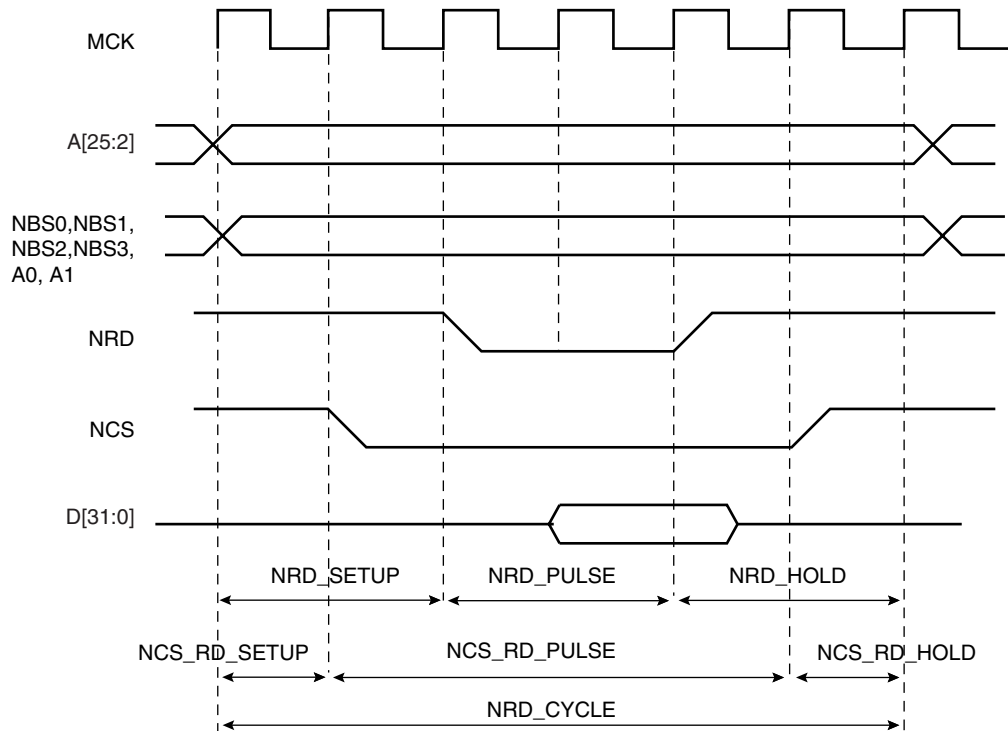 MCK
A[25:2]
NBS0,NBS1,
NBS2,NBS3,
A0, A1
NRD
NCS
D[31:0]
NRD_SETUP NRD_PULSE NRD_HOLD
NCS_RD_SETUP NCS_RD_PULSE NCS_RD_HOLD
NRD_CYCLE